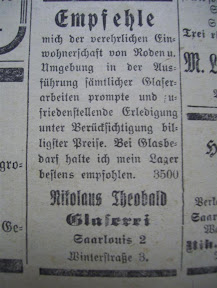 Empfehle
mich der verehrlichen Ein-
wohnerschaft von Roden u.
Umgebung in der Aus-
führung sämtlicher Glaser-
arbeiten prompte und zu-
friedenstellende Erledigung
unter Berücksichtigung bil-
ligster Preise. Bei Glasbe-
darf halte ich mein Lager
bestens empfohlen. 3500
Nikolaus Theobald
Glaserei
Saarlouis 2
Winterstraße 3.